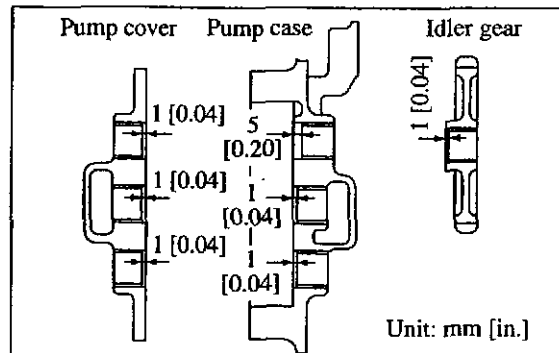 Pump cover
Pump case
Idler gear
1 [0.04]
1 [0.04]
1 [0.04]
5
[0.20]
1
[0.04]
1
[0.04]
1 [0.04]
Unit: mm [in.]